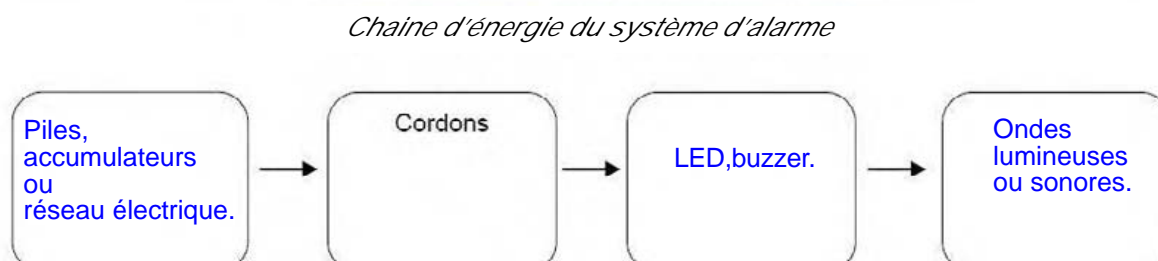 Chaine d'énergie du système d'alarme
Piles,
accumulateurs
ou
réseau électrique.
Cordons
LED,buzzer.
Ondes
lumineuses
ou sonores.